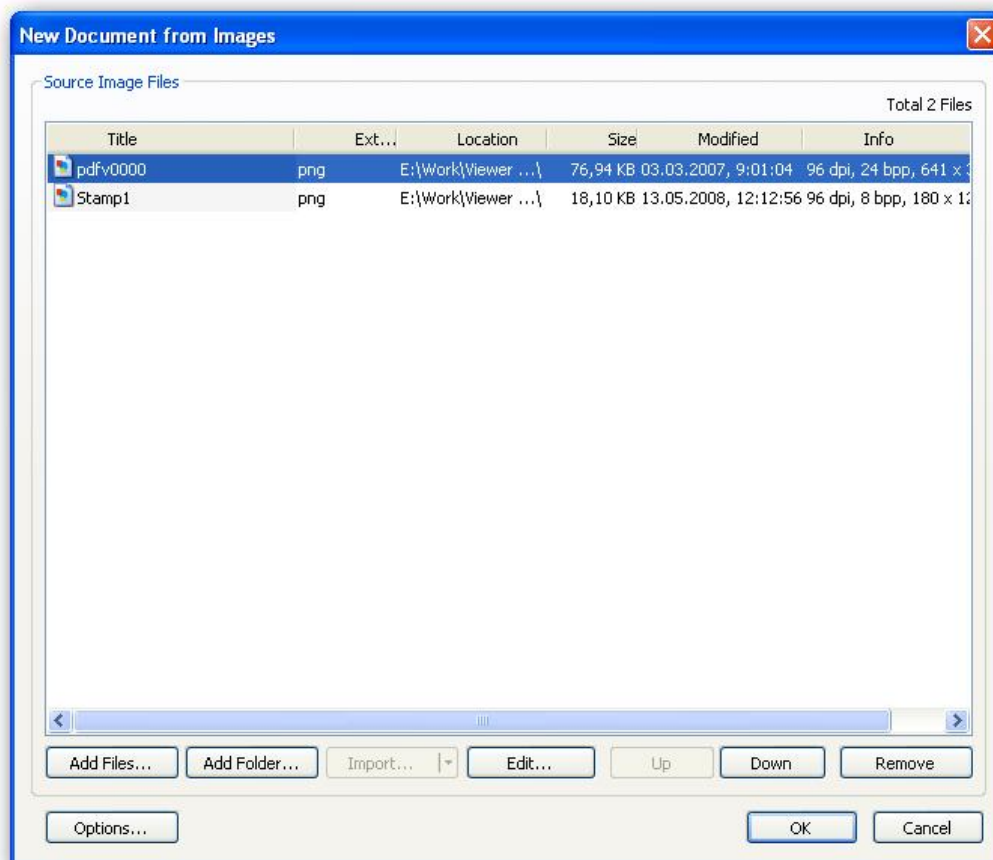 New Document from Images
Source Image Files
Total 2 Files
Title Ext... Location Size Modified Info
pdfv0000 png E:\Work\Viewer ...\ 76,94 KB 03.03.2007, 9:01:04 96 dpi, 24 bpp, 641 x
Stamp1 png E:\Work\Viewer ...\ 18,10 KB 13.05.2008, 12:12:56 96 dpi, 8 bpp, 180 x
Add Files... Add Folder... Import... Edit... Up Down Remove
Options... OK Cancel